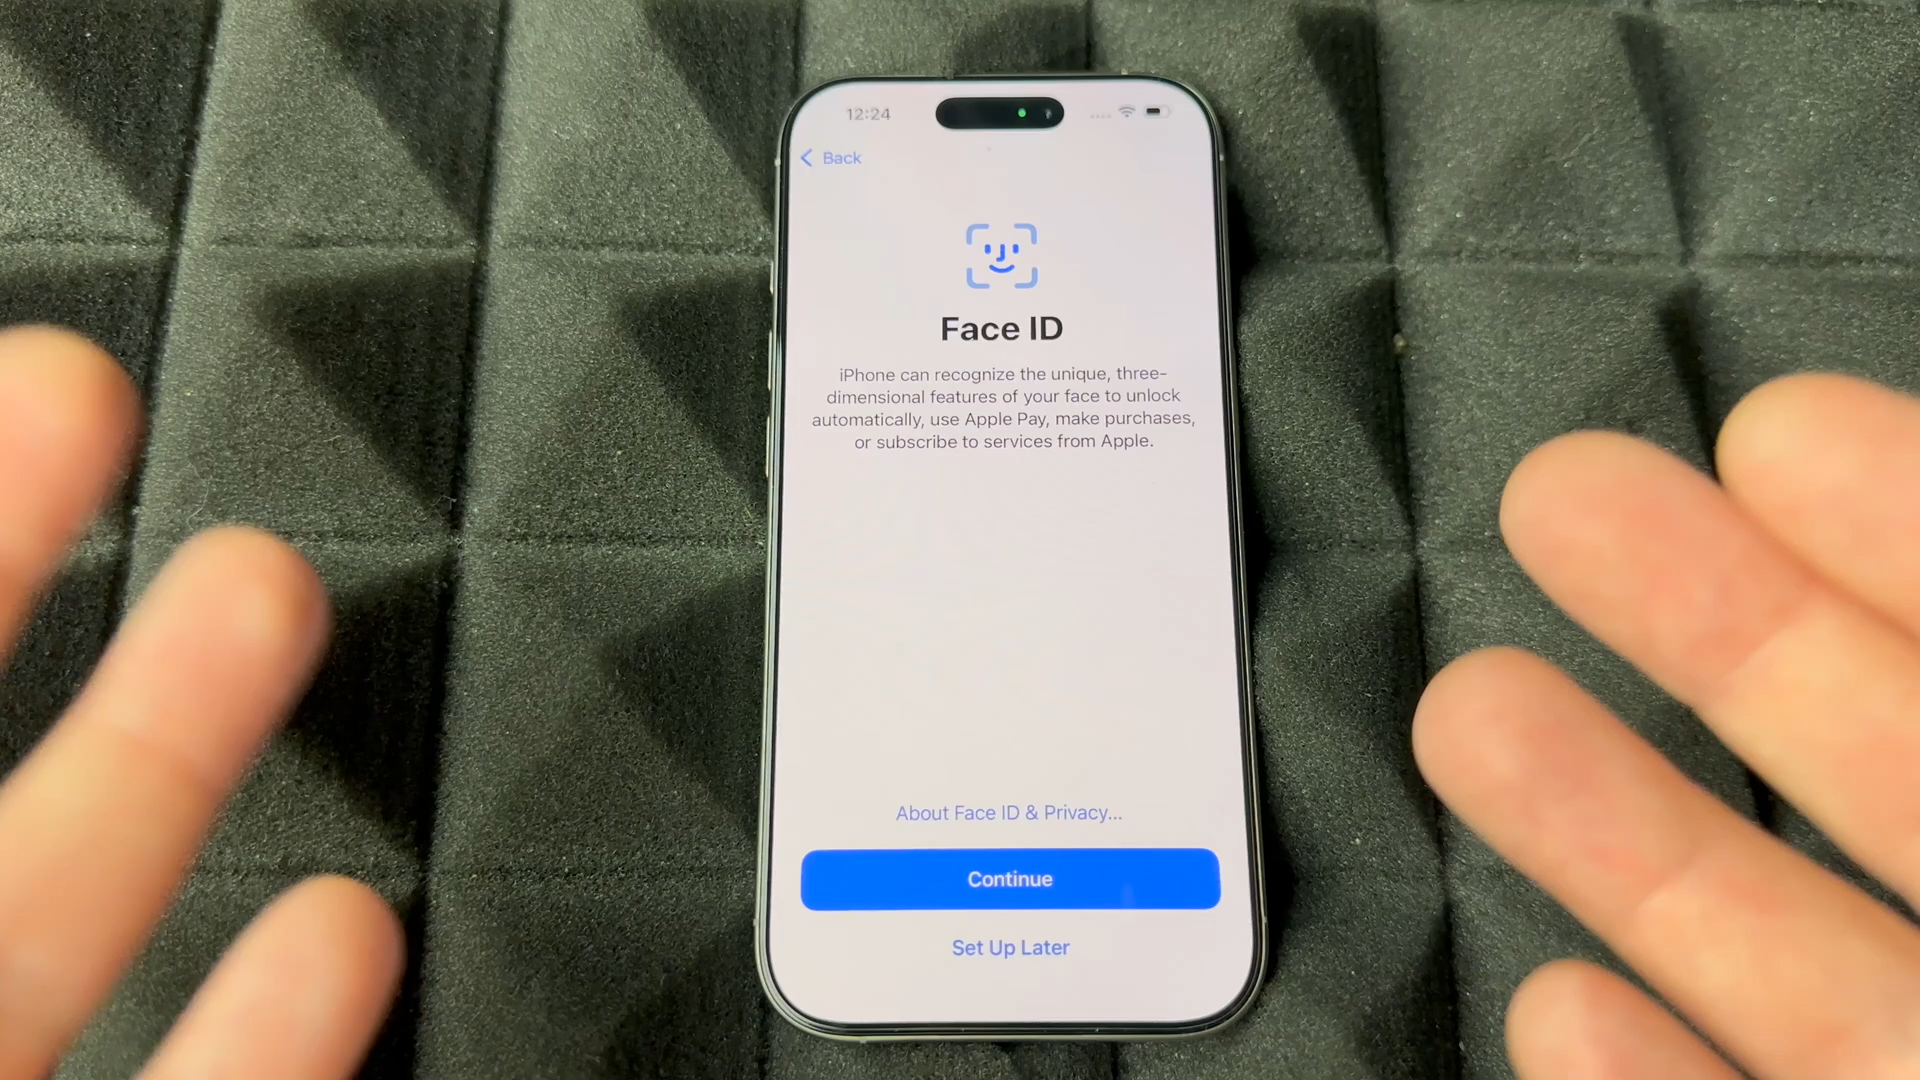 12:24
Back
Face ID
iPhone can recognize the unique, three-
dimensional features of your face to unlock
automatically, use Apple Pay, make purchases,
or subscribe to services from Apple.
About Face ID & Privacy...
Continue
Set Up Later